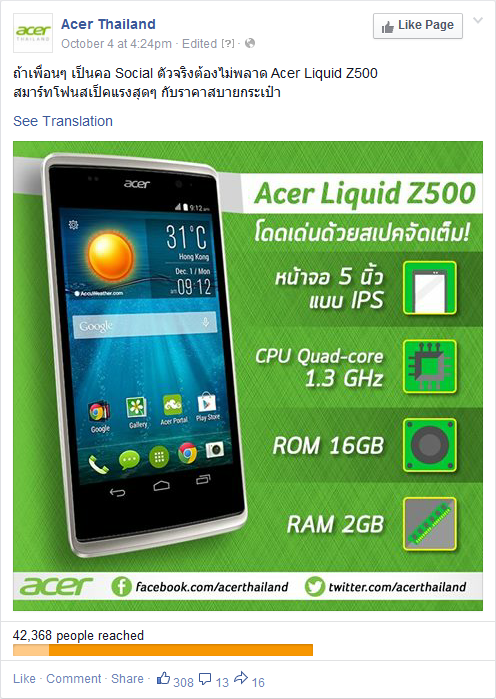 acer
THAILAND
Acer Thailand
October 4 at 4:24pm · Edited [?] ·
Like Page
ถ้าเพื่อนๆ เป็นคอ Social ตัวจริงต้องไม่พลาด Acer Liquid Z500
สมาร์ทโฟนสเป็คแรงสุดๆ กับราคาสบายกระเป๋า
See Translation
acer
9:12 am
31°C
Hong Kong
Dec. 1 / Mon
am 09:12
AccuWeather.com
Google
Google
Gallery
Acer Portal
Play Store
Acer Liquid Z500
โดดเด่นด้วยสเปคจัดเต็ม!
หน้าจอ 5 นิ้ว
แบบ IPS
CPU Quad-core
1.3 GHz
ROM 16GB
RAM 2GB
acer
facebook.com/acerthailand
twitter.com/acerthailand
42,368 people reached
Like · Comment · Share · 308 13 16